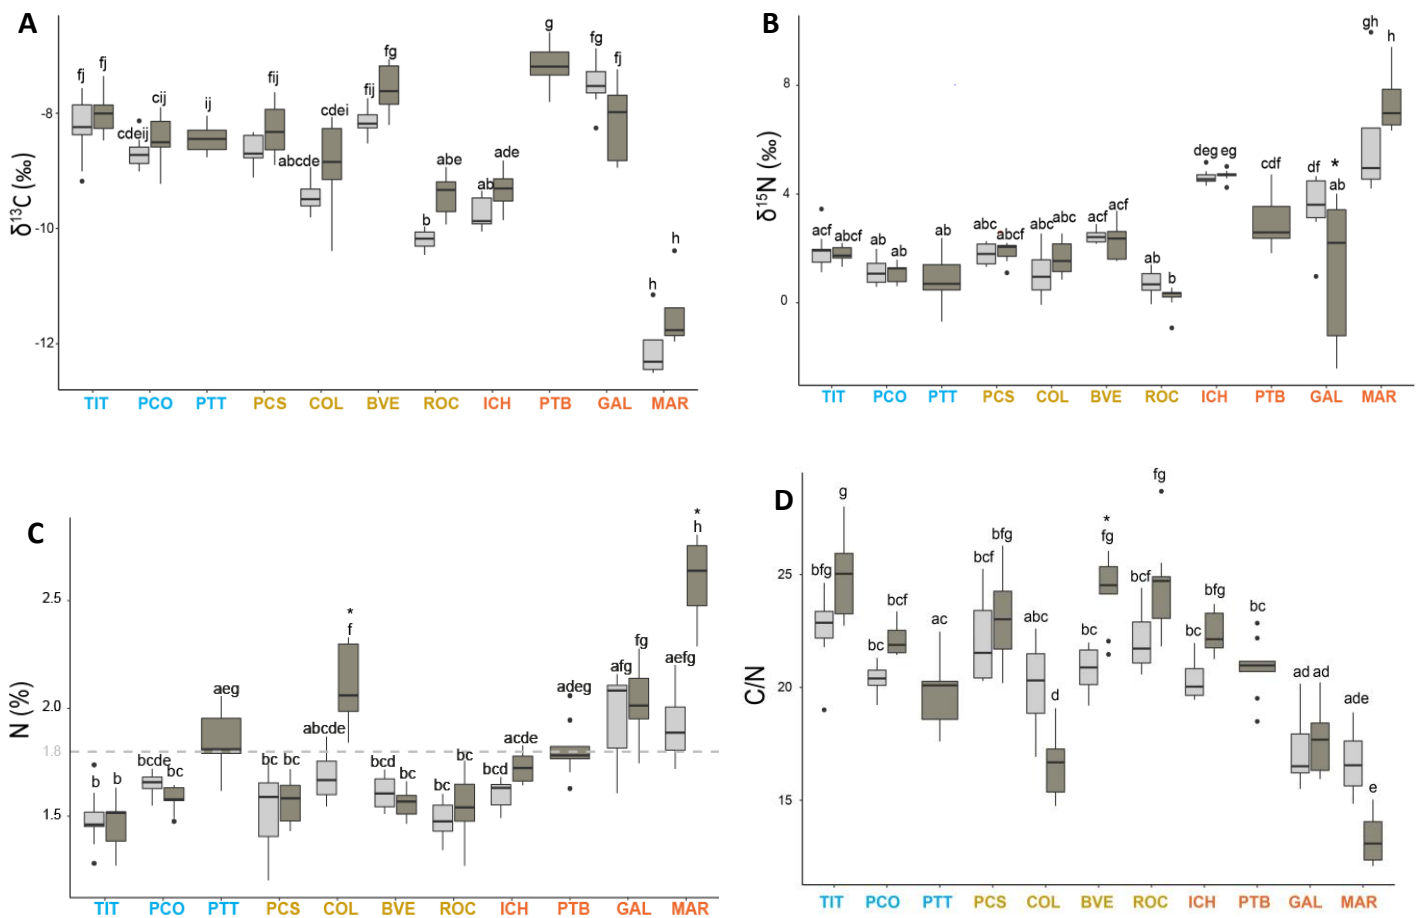 A
fj fj cdeij cij ij fij abcde cdei fij fg b abe ab ade g fg fj h h
δ¹³C (‰)
-8
-10
-12
TIT PCO PTT PCS COL BVE ROC ICH PTB GAL MAR
B
acf abcf ab ab ab abc abcf abc abc acf acf ab b deg eg cdf df * ab gh h
δ¹⁵N (‰)
8
4
0
TIT PCO PTT PCS COL BVE ROC ICH PTB GAL MAR
C
b b bcde bc aeg bc bc abcde * f bcd bc bc bc bcd acde adeg afg fg aefg * h
N (%)
2.5
2.0
1.8
1.5
TIT PCO PTT PCS COL BVE ROC ICH PTB GAL MAR
D
bfg g bc bcf ac bcf bfg abc d bc * fg bcf fg bc bfg bc ad ad ade e
C/N
25
20
15
TIT PCO PTT PCS COL BVE ROC ICH PTB GAL MAR